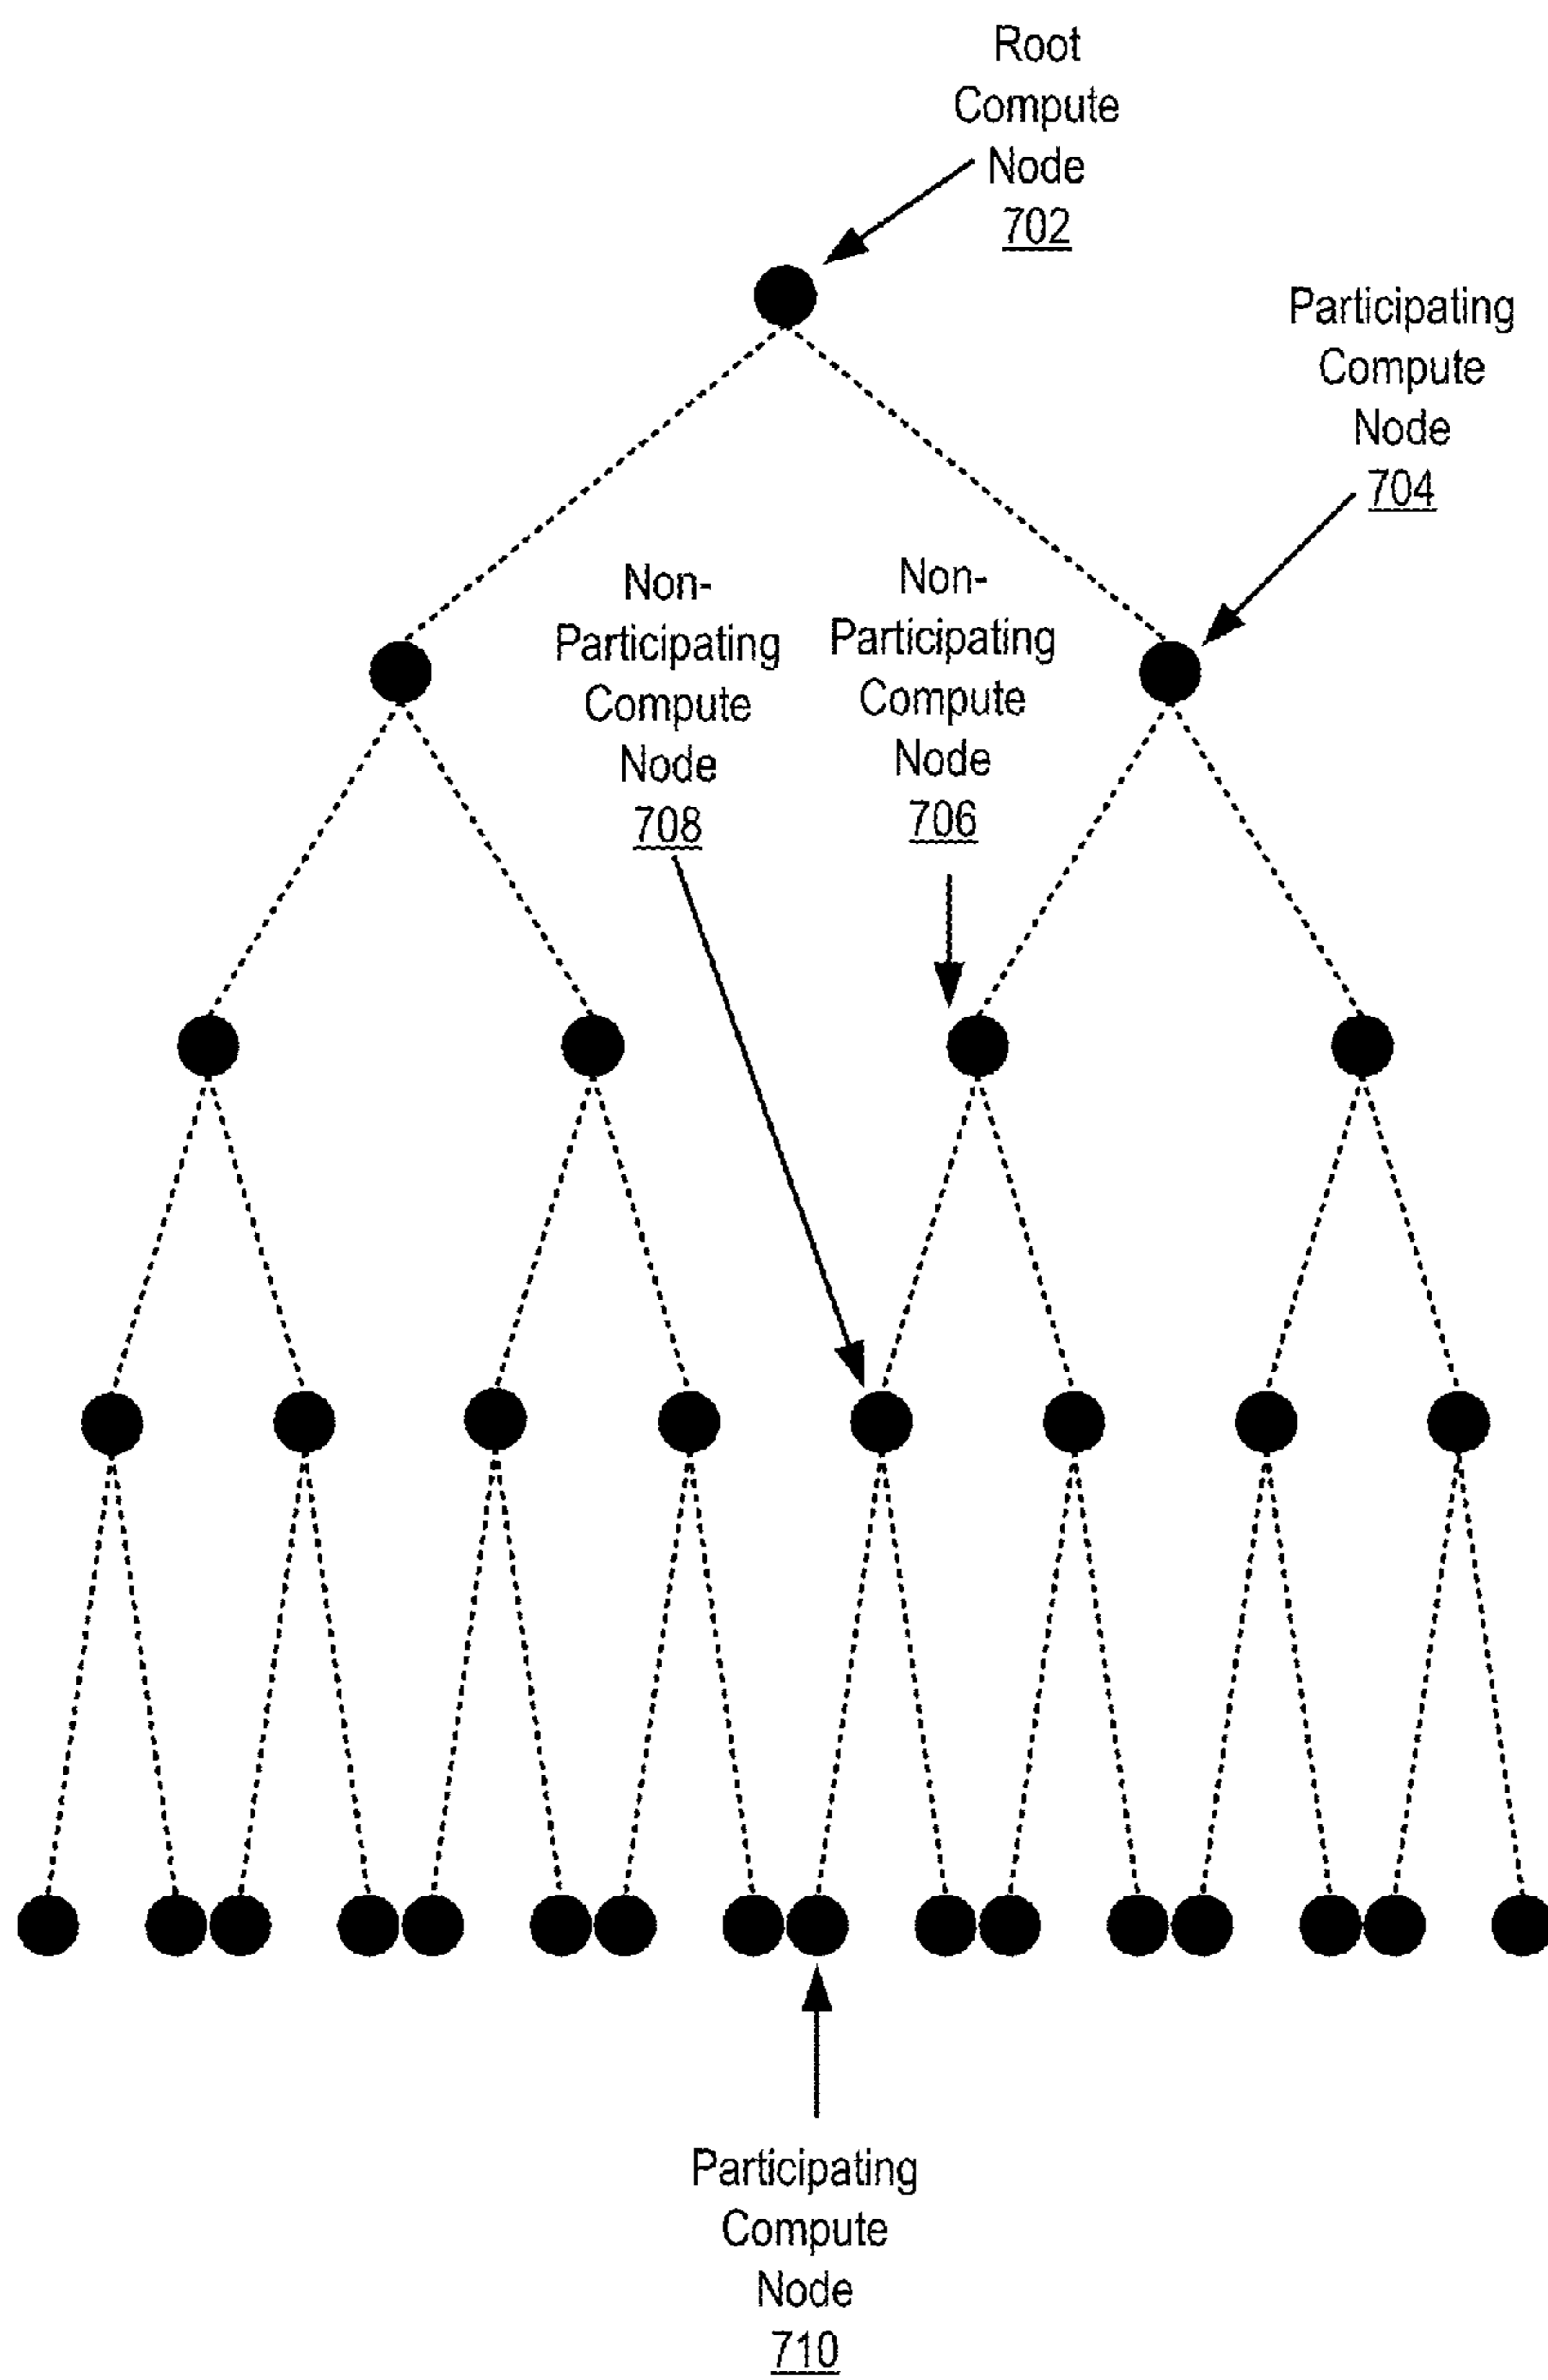 Root
Compute
Node
702
Participating
Compute
Node
704
Non-
Participating
Compute
Node
708
Non-
Participating
Compute
Node
706
Participating
Compute
Node
710